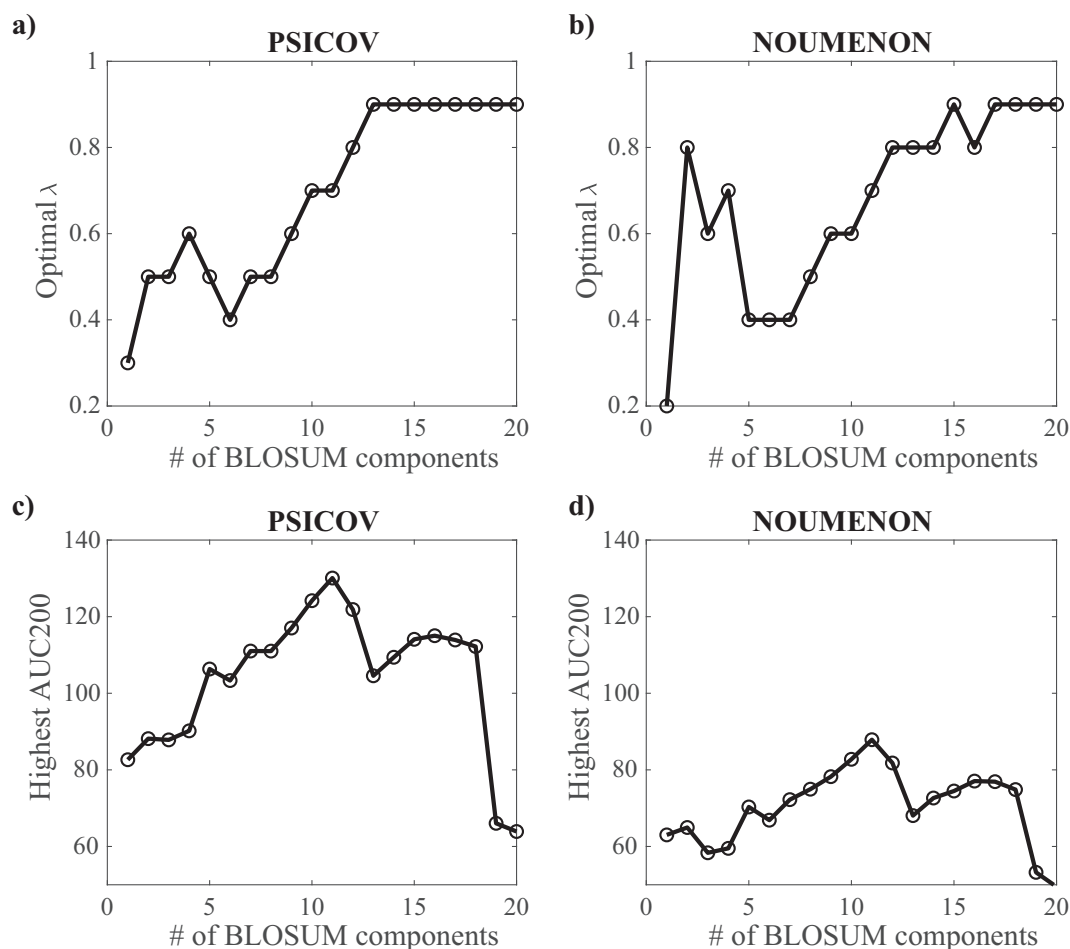 a)
PSICOV
1
0.8
0.6
0.4
0.2
Optimal λ
0 5 10 15 20
# of BLOSUM components
b)
NOUMENON
1
0.8
0.6
0.4
0.2
Optimal λ
0 5 10 15 20
# of BLOSUM components
c)
PSICOV
140
120
100
80
60
Highest AUC200
0 5 10 15 20
# of BLOSUM components
d)
NOUMENON
140
120
100
80
60
Highest AUC200
0 5 10 15 20
# of BLOSUM components